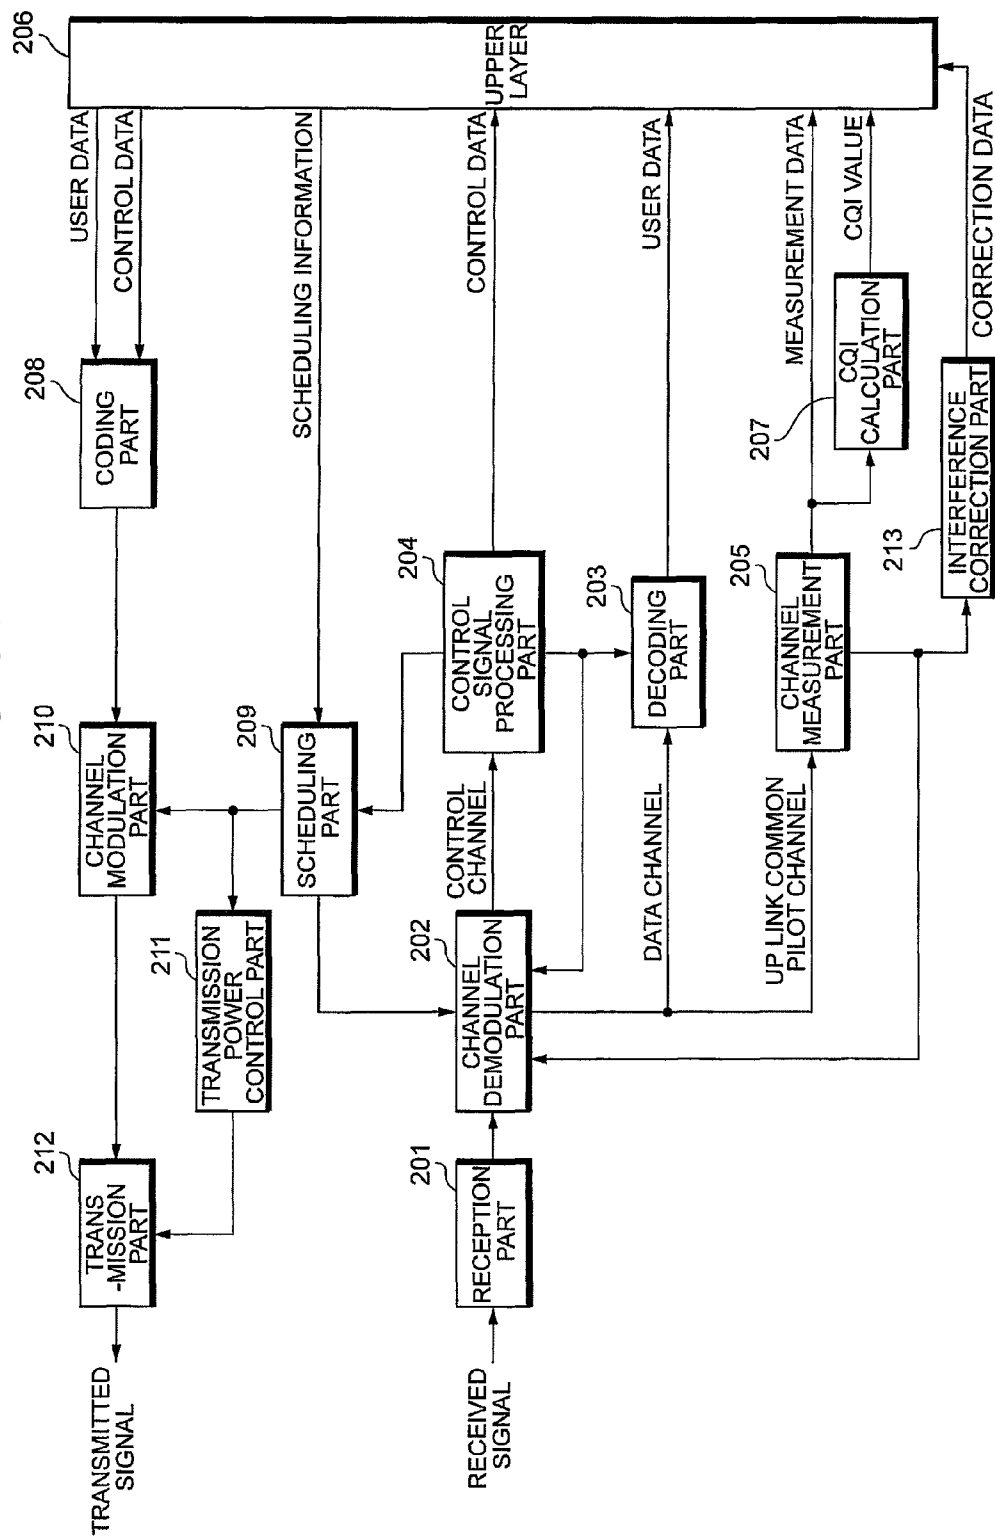 206
UPPER
LAYER
USER DATA
CONTROL DATA
SCHEDULING INFORMATION
CONTROL DATA
USER DATA
MEASUREMENT DATA
CQI VALUE
CORRECTION DATA
208
CODING
PART
207
CQI
CALCULATION
PART
213
INTERFERENCE
CORRECTION PART
204
CONTROL
SIGNAL
PROCESSING
PART
203
DECODING
PART
205
CHANNEL
MEASUREMENT
PART
210
CHANNEL
MODULATION
PART
209
SCHEDULING
PART
CONTROL
CHANNEL
DATA CHANNEL
UP LINK COMMON
PILOT CHANNEL
211
TRANSMISSION
POWER
CONTROL PART
202
CHANNEL
DEMODULATION
PART
212
TRANS
-MISSION
PART
201
RECEPTION
PART
TRANSMITTED
SIGNAL
RECEIVED
SIGNAL